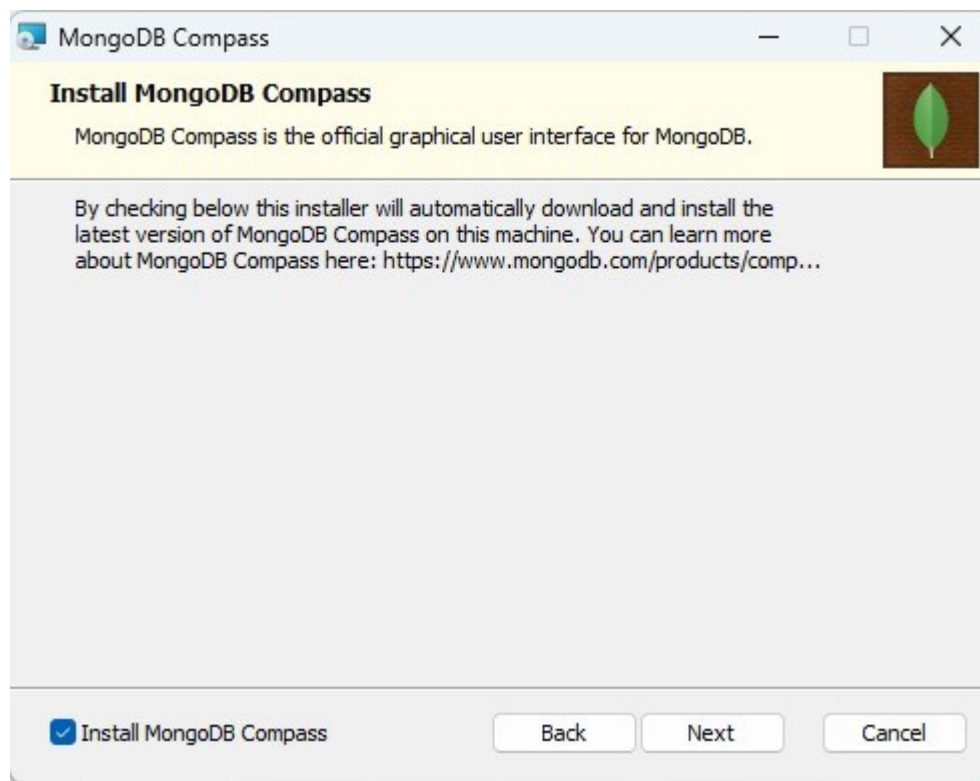 MongoDB Compass
Install MongoDB Compass
MongoDB Compass is the official graphical user interface for MongoDB.
By checking below this installer will automatically download and install the
latest version of MongoDB Compass on this machine. You can learn more
about MongoDB Compass here: https://www.mongodb.com/products/comp...
Install MongoDB Compass Back Next Cancel